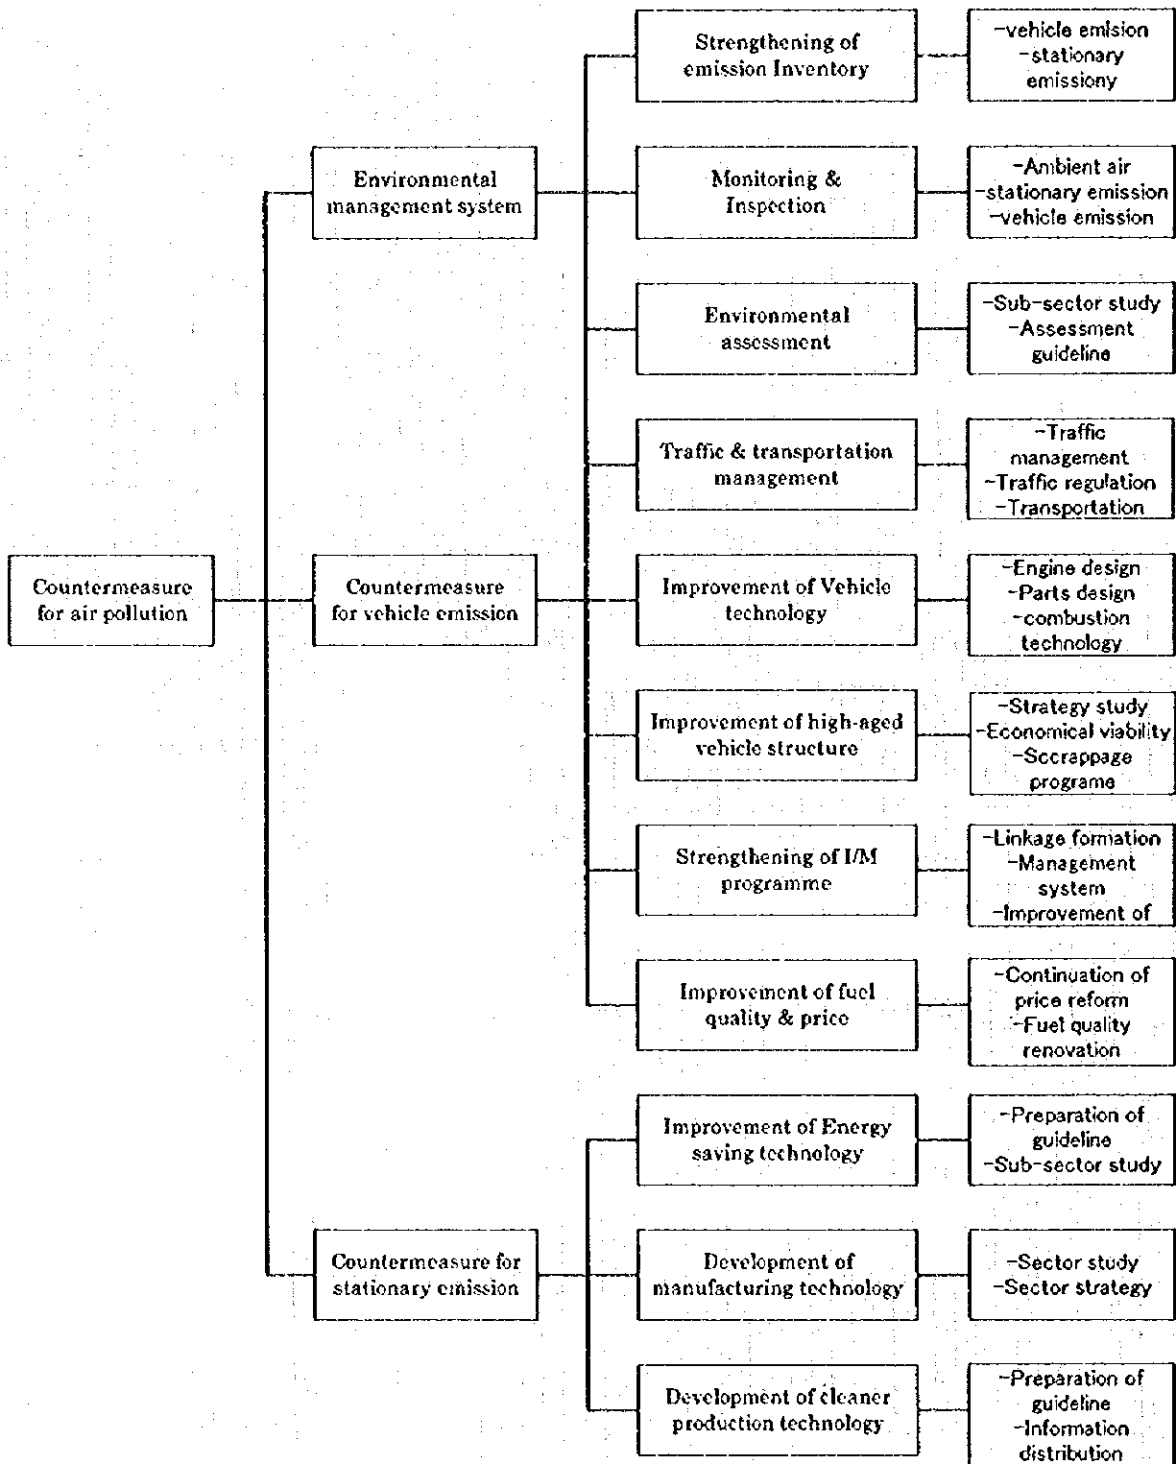 Strengthening of
emission Inventory
-vehicle emision
-stationary
emissiony
Environmental
management system
Monitoring &
Inspection
-Ambient air
-stationary emission
-vehicle emission
Environmental
assessment
-Sub-sector study
-Assessment
guideline
Traffic & transportation
management
-Traffic
management
-Traffic regulation
-Transportation
Countermeasure
for air pollution
Countermeasure
for vehicle emission
Improvement of Vehicle
technology
-Engine design
-Parts design
-combustion
technology
Improvement of high-aged
vehicle structure
-Strategy study
-Economical viability
-Sccrappage
programe
Strengthening of I/M
programme
-Linkage formation
-Management
system
-Improvement of
Improvement of fuel
quality & price
-Continuation of
price reform
-Fuel quality
renovation
Improvement of Energy
saving technology
-Preparation of
guideline
-Sub-sector study
Countermeasure for
stationary emission
Development of
manufacturing technology
-Sector study
-Sector strategy
Development of cleaner
production technology
-Preparation of
guideline
-Information
distribution